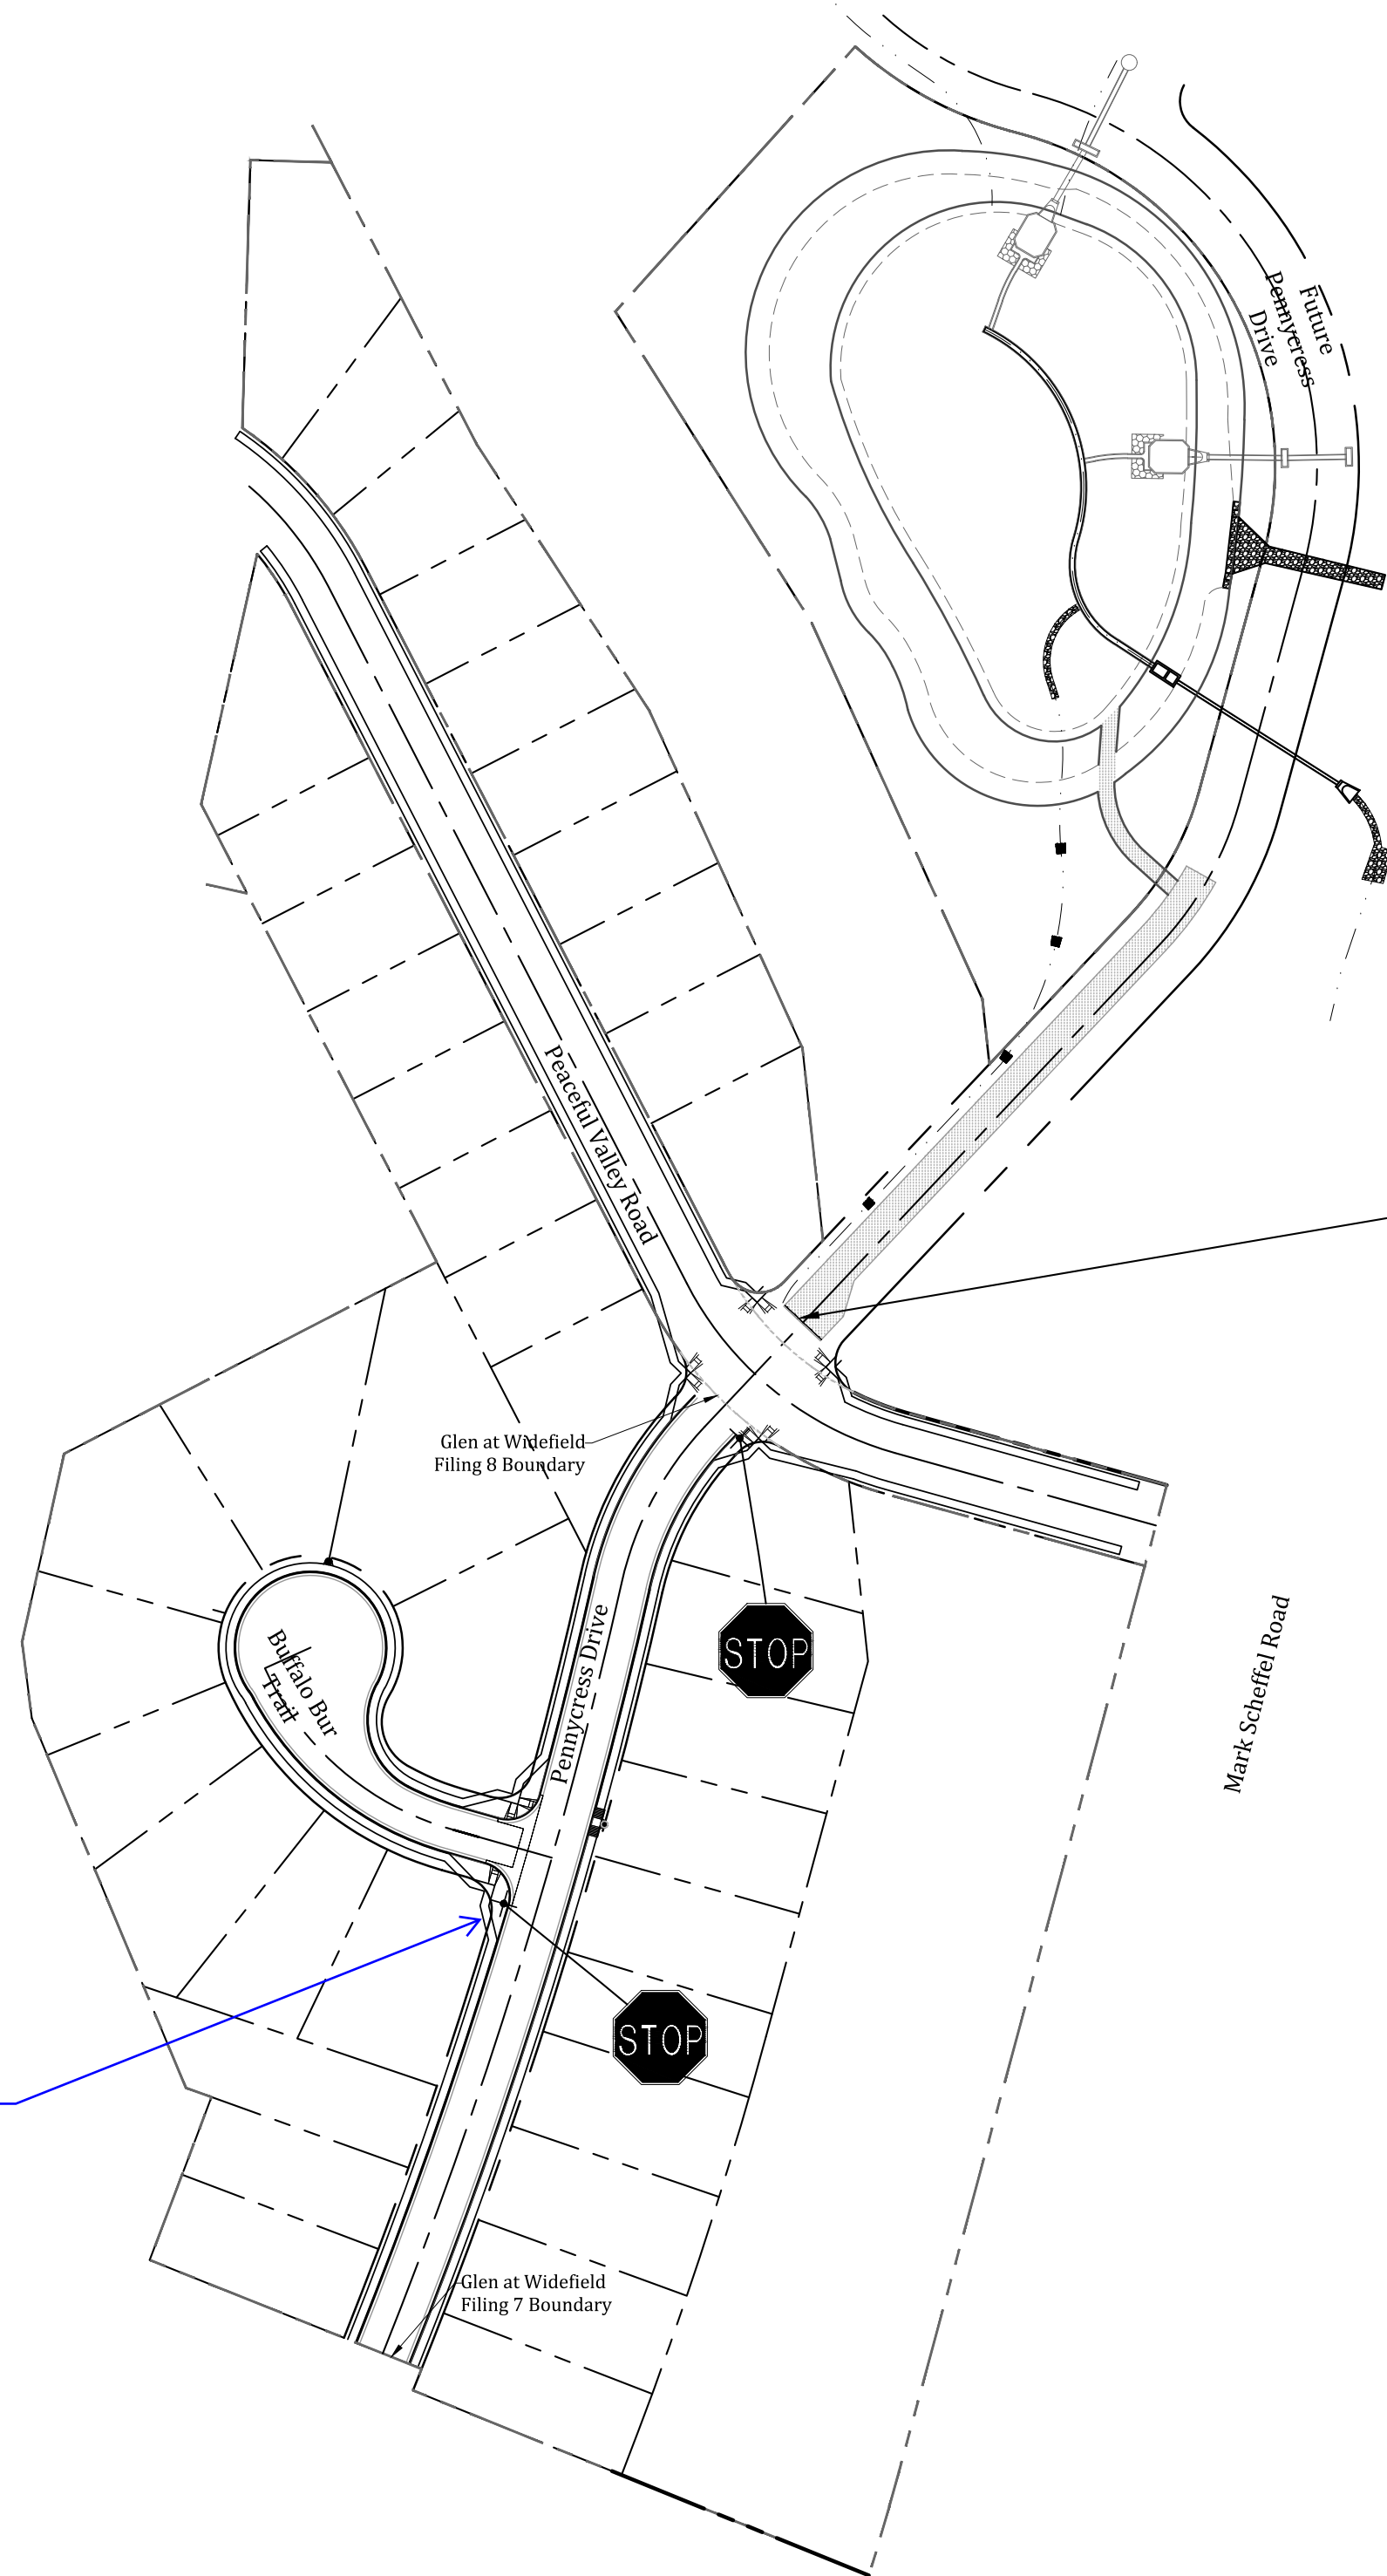 Future
Pennycress
Drive
Peaceful Valley Road
Glen at Widefield
Filing 8 Boundary
STOP
Pennycress Drive
Mark Scheffel Road
Buffalo Bur
Trail
STOP
Glen at Widefield
Filing 7 Boundary